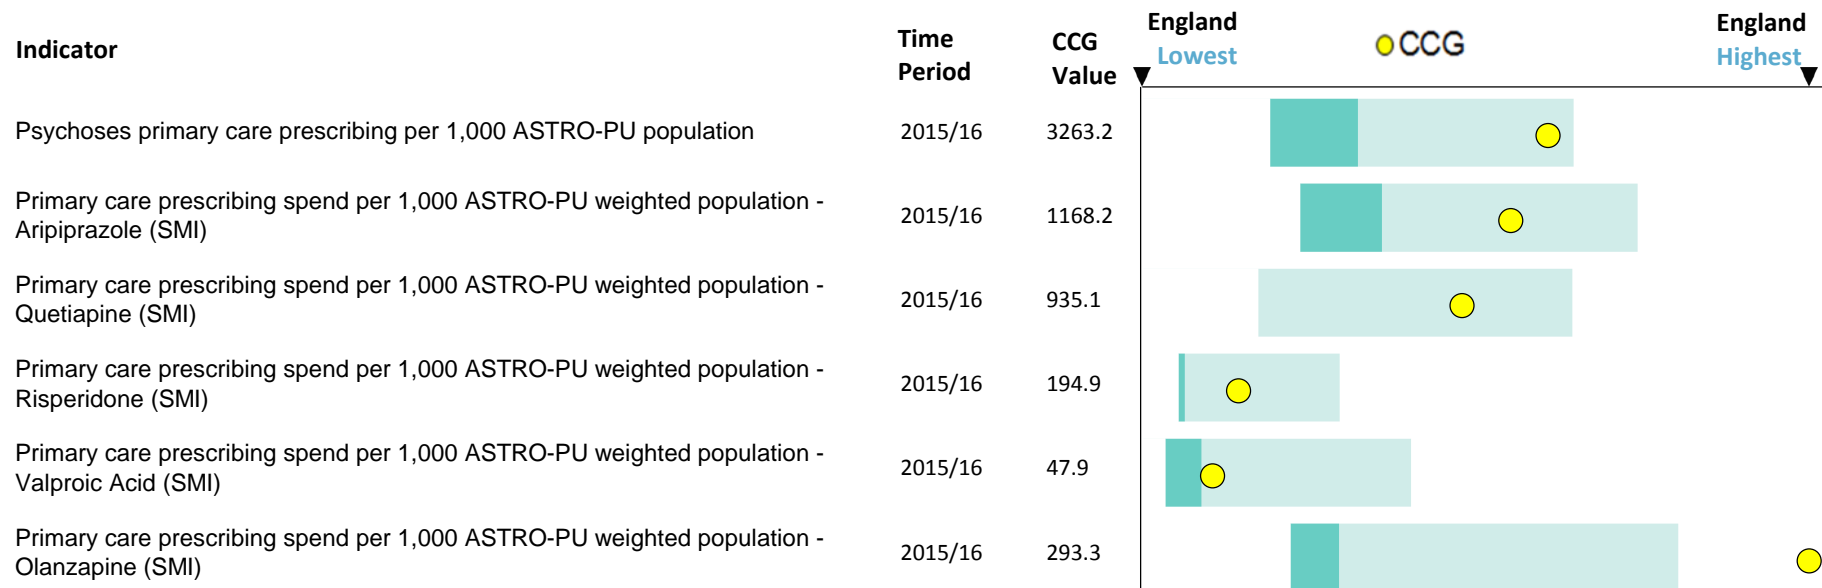 Indicator
Time
Period
CCG
Value
England
Lowest
CCG
England
Highest
Psychoses primary care prescribing per 1,000 ASTRO-PU population
2015/16
3263.2
Primary care prescribing spend per 1,000 ASTRO-PU weighted population -
Aripiprazole (SMI)
2015/16
1168.2
Primary care prescribing spend per 1,000 ASTRO-PU weighted population -
Quetiapine (SMI)
2015/16
935.1
Primary care prescribing spend per 1,000 ASTRO-PU weighted population -
Risperidone (SMI)
2015/16
194.9
Primary care prescribing spend per 1,000 ASTRO-PU weighted population -
Valproic Acid (SMI)
2015/16
47.9
Primary care prescribing spend per 1,000 ASTRO-PU weighted population -
Olanzapine (SMI)
2015/16
293.3